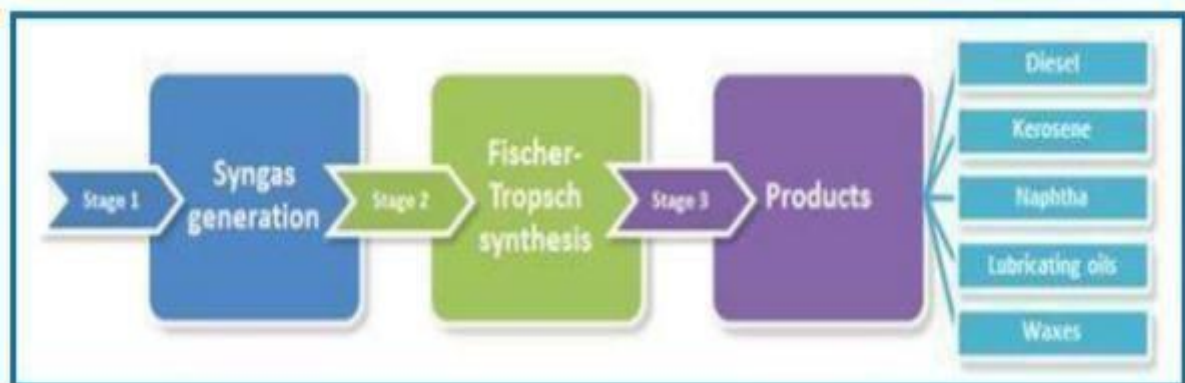 Stage 1
Syngas
generation
Stage 2
Fischer-
Tropsch
synthesis
Stage 3
Products
Diesel
Kerosene
Naphtha
Lubricating oils
Waxes